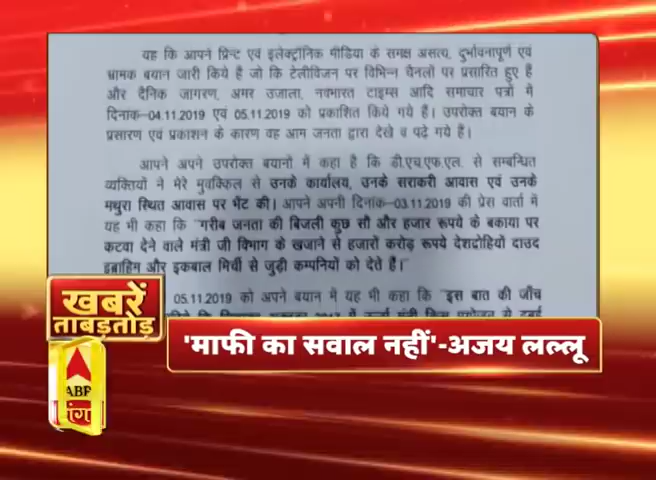 यह कि आपने प्रिन्ट एवं इलेक्ट्रॉनिक मीडिया के समक्ष असत्य, दुर्भावनापूर्ण एवं
भ्रामक बयान जारी किये हैं जो कि टेलीविजन पर विभिन्न चैनलों पर प्रसारित हुए हैं
और दैनिक जागरण, अमर उजाला, नवभारत टाइम्स आदि समाचार पत्रों में
दिनांक–04.11.2019 एवं 05.11.2019 को प्रकाशित किये गये हैं। उपरोक्त बयान के
प्रसारण एवं प्रकाशन के कारण वह आम जनता द्वारा देखे व पढ़े गये हैं।
आपने अपने उपरोक्त बयानों में कहा है कि डी.एच.एफ.एल. से सम्बन्धित
व्यक्तियों ने मेरे मुवक्किल से उनके कार्यालय, उनके सराकरी आवास एवं उनके
मथुरा स्थित आवास पर भेंट की। आपने अपनी दिनांक–03.11.2019 की प्रेस वार्ता में
यह भी कहा कि "गरीब जनता की बिजली कुछ सौ और हजार रूपये के बकाया पर
कटवा देने वाले मंत्री जी विभाग के खजाने से हजारों करोड़ रूपये देशद्रोहियों दाउद
इब्राहिम और इकबाल मिर्ची से जुड़ी कम्पनियों को देते हैं।"
05.11.2019 को अपने बयान में यह भी कहा कि "इस बात की जाँच
खबरें
ताबड़तोड़
'माफी का सवाल नहीं'-अजय लल्लू
ABP
गंगा